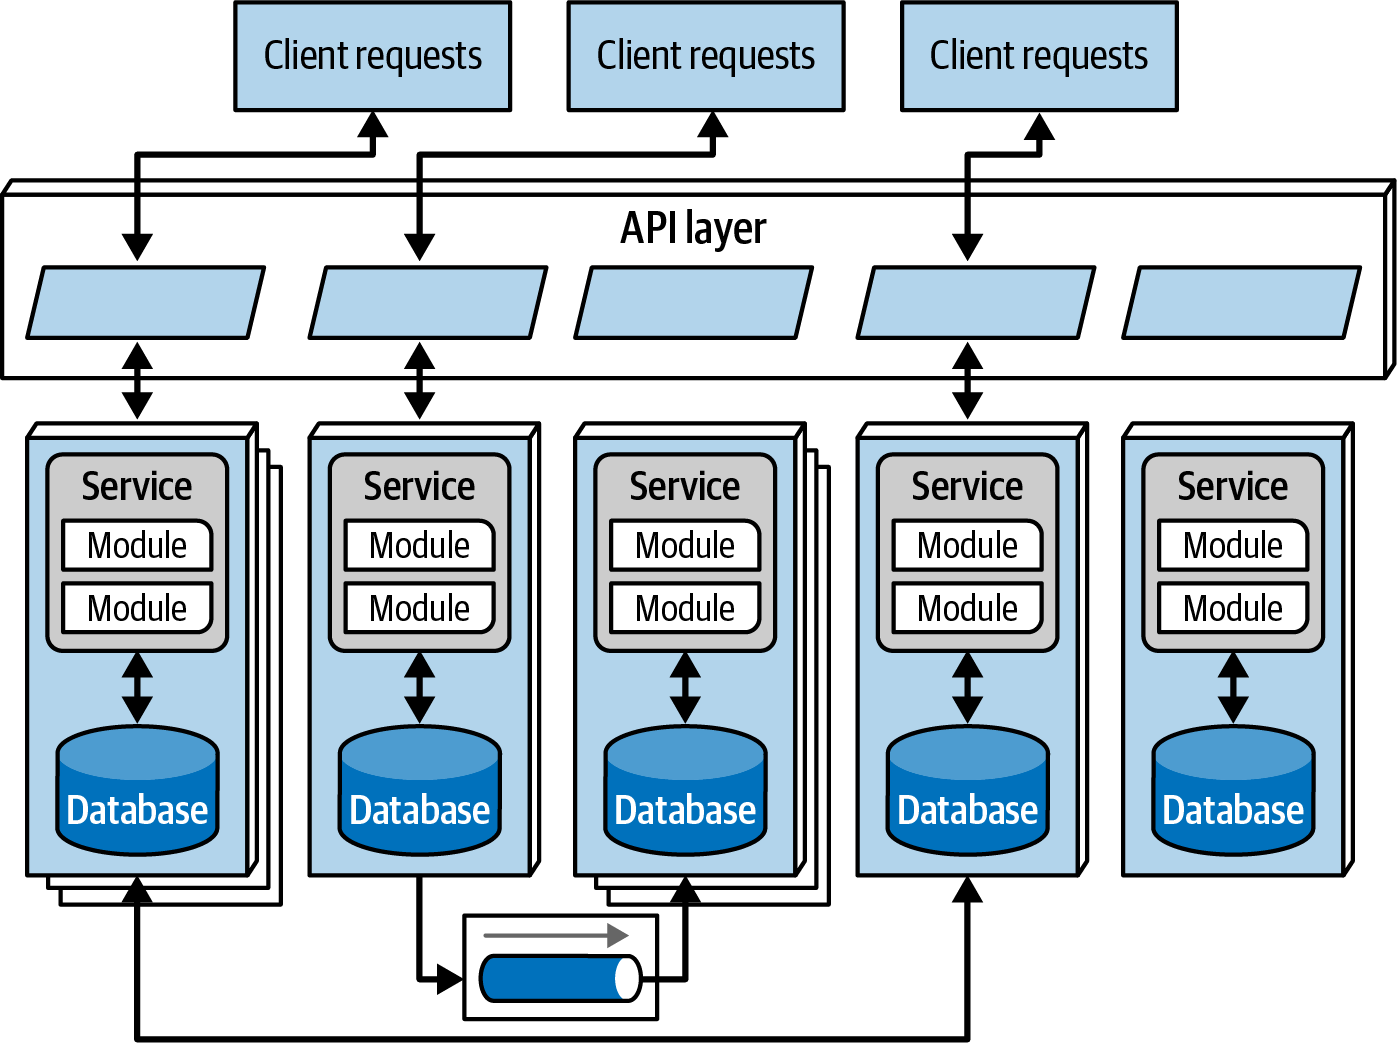 Client requests
Client requests
Client requests
API layer
Service
Module
Module
Database
Service
Module
Module
Database
Service
Module
Module
Database
Service
Module
Module
Database
Service
Module
Module
Database